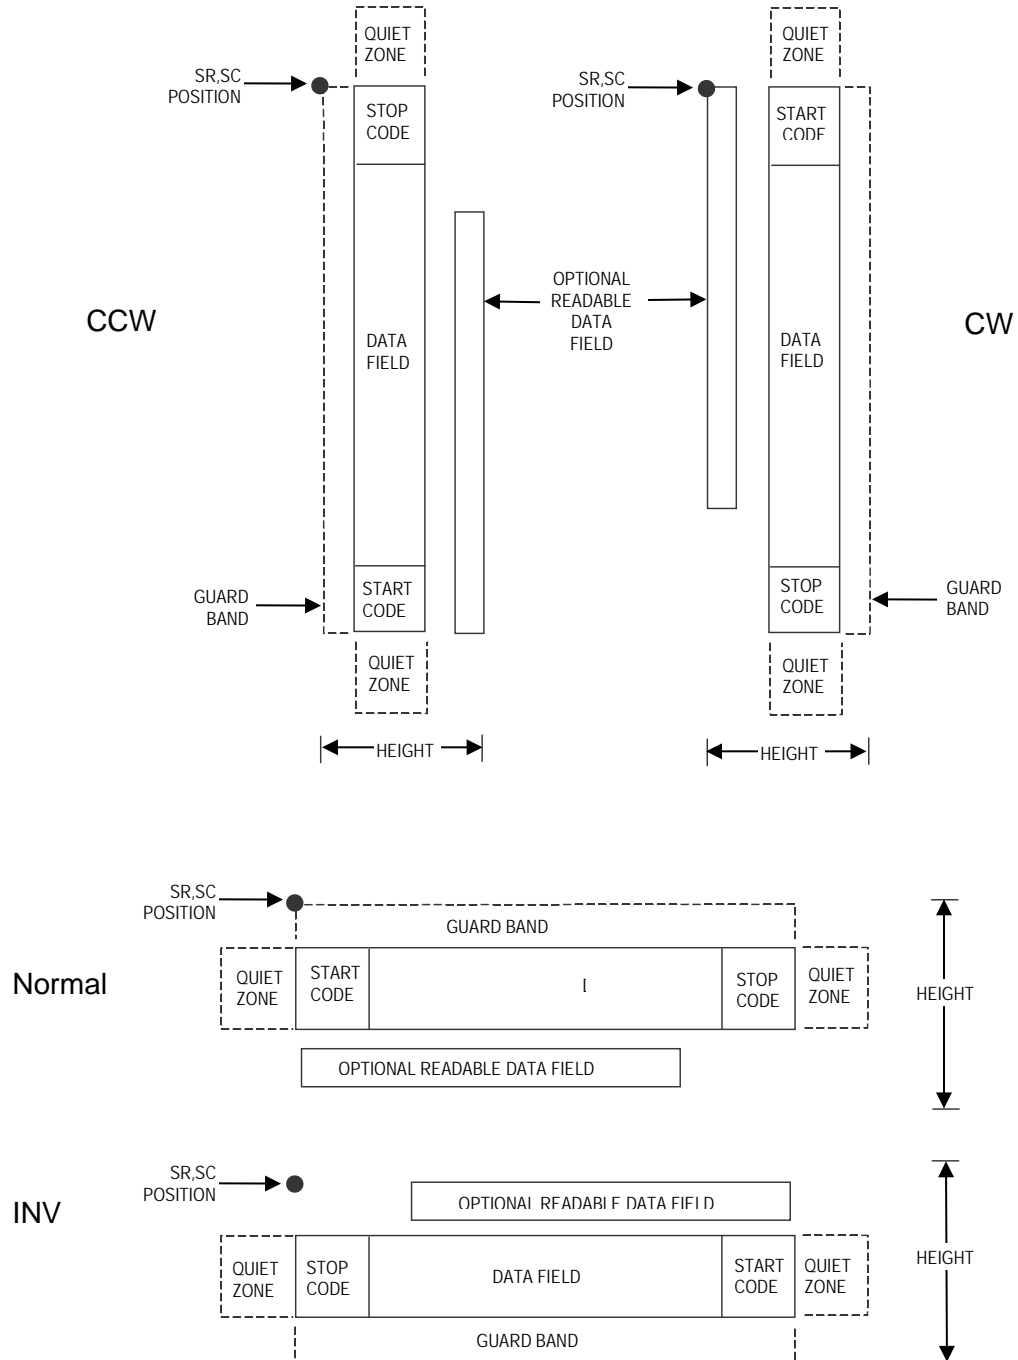 QUIET
ZONE
SR,SC
POSITION
STOP
CODE
CCW
DATA
FIELD
GUARD
BAND
START
CODE
QUIET
ZONE
HEIGHT
OPTIONAL
READABLE
DATA
FIELD
QUIET
ZONE
SR,SC
POSITION
START
CODE
DATA
FIELD
CW
STOP
CODE
GUARD
BAND
QUIET
ZONE
HEIGHT
SR,SC
POSITION
GUARD BAND
Normal
QUIET
ZONE
START
CODE
STOP
CODE
QUIET
ZONE
HEIGHT
OPTIONAL READABLE DATA FIELD
SR,SC
POSITION
OPTIONAL READABLE DATA FIELD
INV
QUIET
ZONE
STOP
CODE
DATA FIELD
START
CODE
QUIET
ZONE
HEIGHT
GUARD BAND